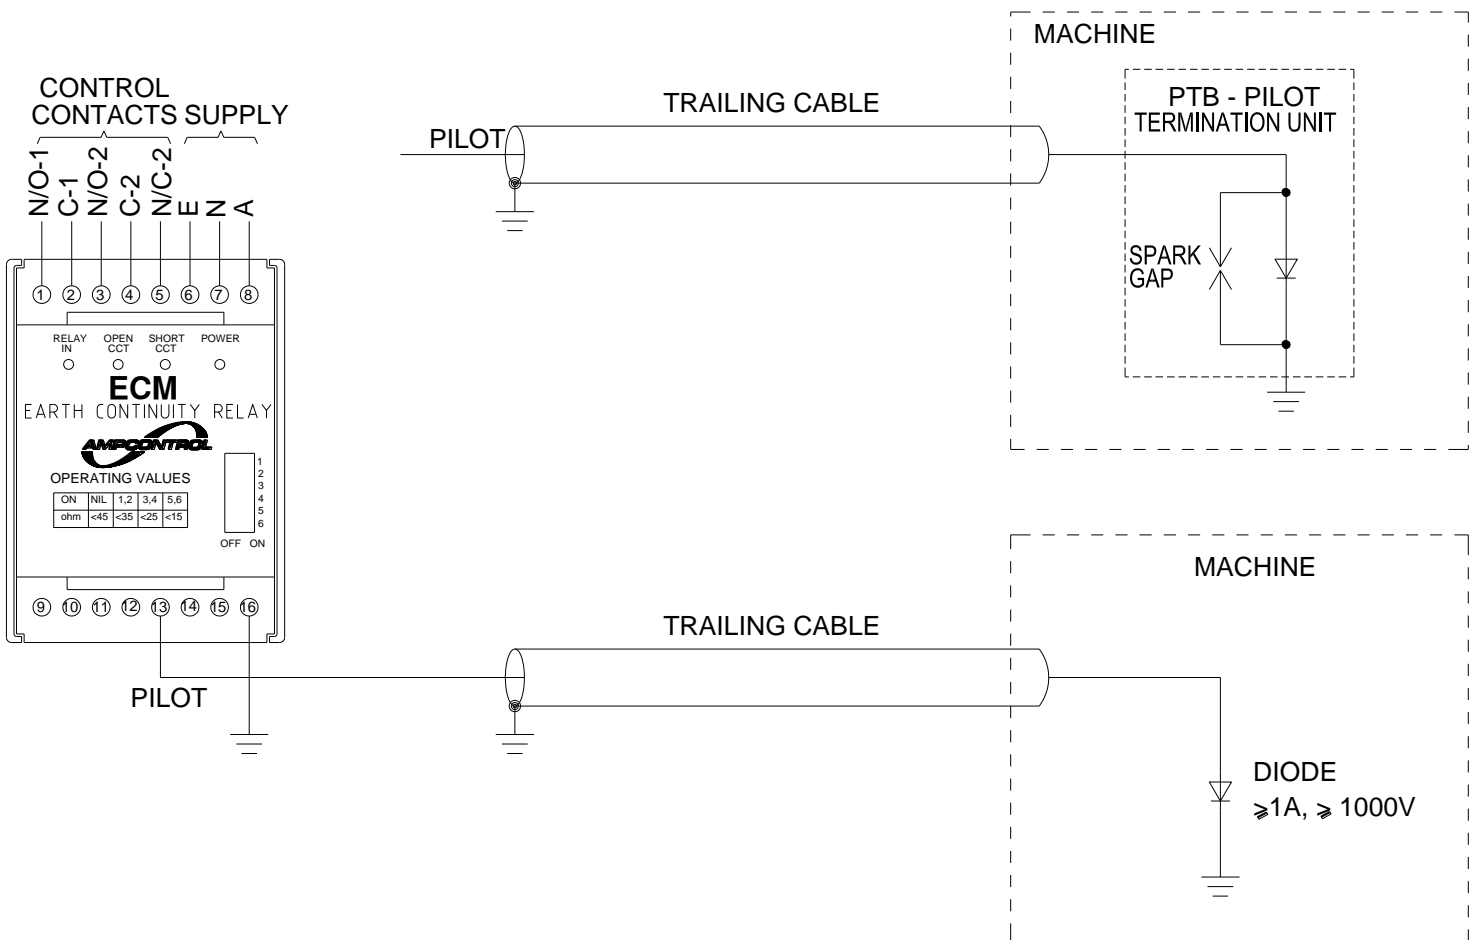 CONTROL
CONTACTS SUPPLY
N/O-1
C-1
N/O-2
C-2
N/C-2
E
N
A
1 2 3 4 5 6 7 8
RELAY IN
OPEN CCT
SHORT CCT
POWER
ECM
EARTH CONTINUITY RELAY
AMPCONTROL
OPERATING VALUES
ON NIL 1,2 3,4 5,6
ohm <45 <35 <25 <15
1
2
3
4
5
6
OFF ON
9 10 11 12 13 14 15 16
PILOT
PILOT
TRAILING CABLE
MACHINE
PTB - PILOT
TERMINATION UNIT
SPARK
GAP
TRAILING CABLE
MACHINE
DIODE
⩾1A, ⩾ 1000V